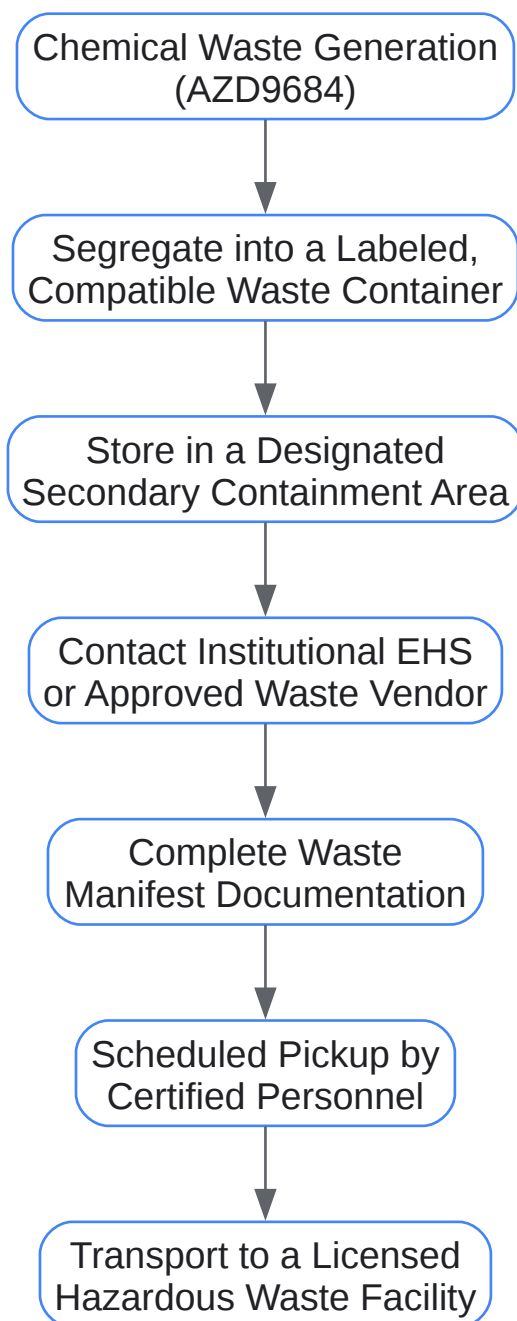 Chemical Waste Generation
(AZD9684)
Segregate into a Labeled,
Compatible Waste Container
Store in a Designated
Secondary Containment Area
Contact Institutional EHS
or Approved Waste Vendor
Complete Waste
Manifest Documentation
Scheduled Pickup by
Certified Personnel
Transport to a Licensed
Hazardous Waste Facility